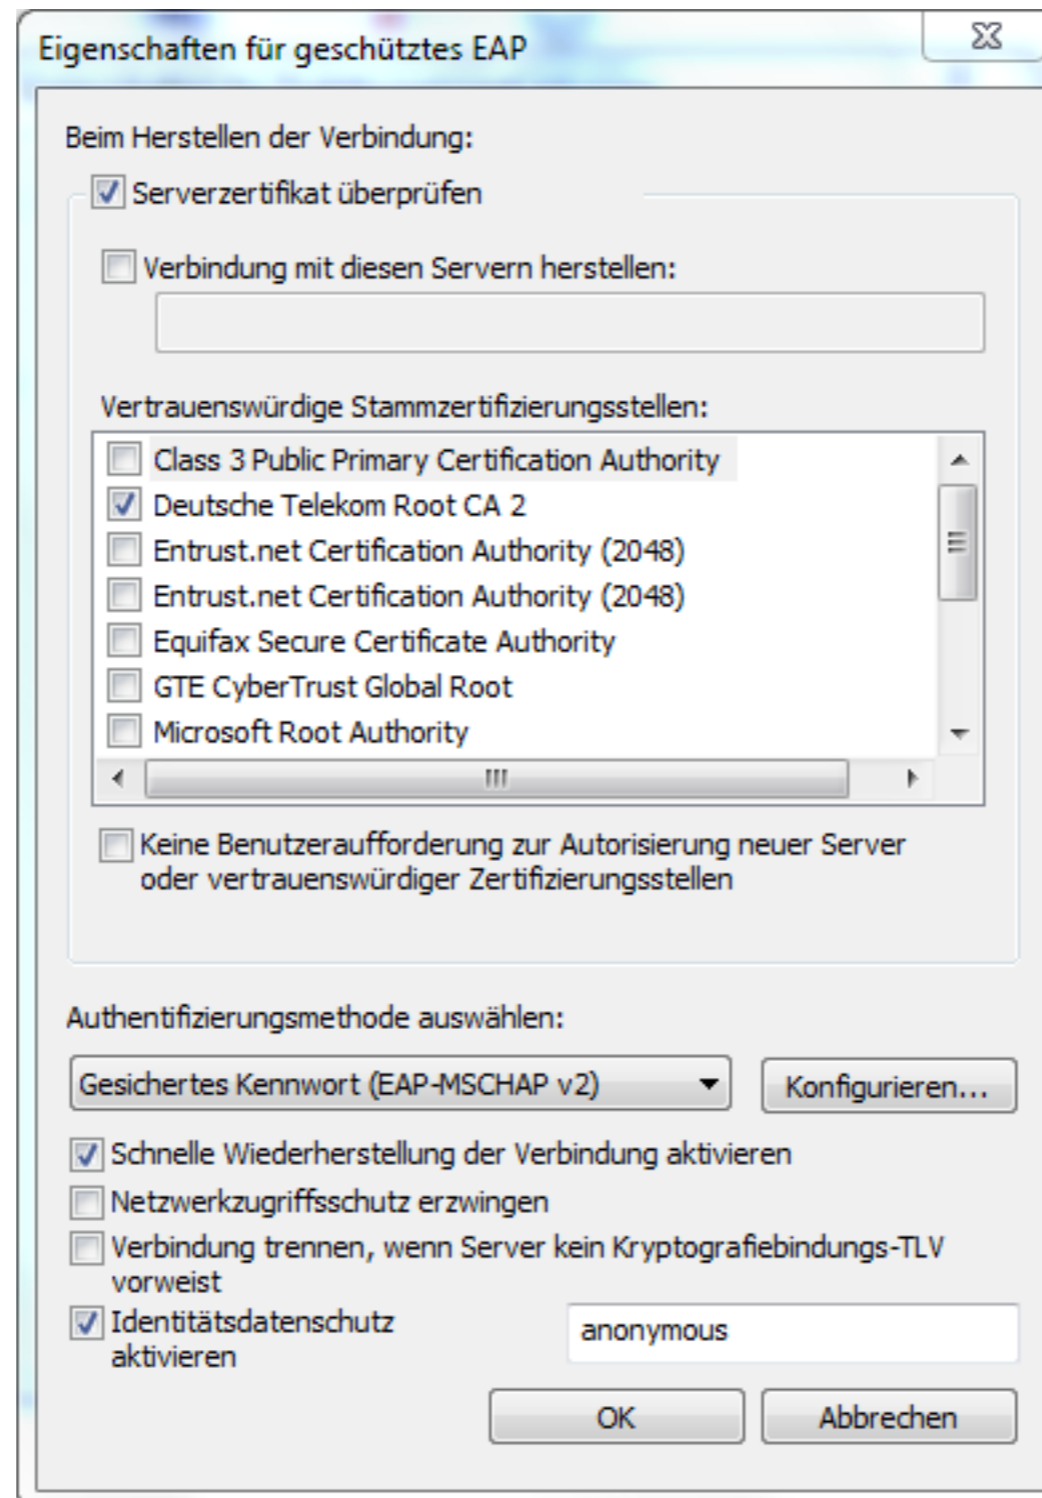 Eigenschaften für geschütztes EAP
Beim Herstellen der Verbindung:
Serverzertifikat überprüfen
Verbindung mit diesen Servern herstellen:
Vertrauenswürdige Stammzertifizierungsstellen:
Class 3 Public Primary Certification Authority
Deutsche Telekom Root CA 2
Entrust.net Certification Authority (2048)
Entrust.net Certification Authority (2048)
Equifax Secure Certificate Authority
GTE CyberTrust Global Root
Microsoft Root Authority
Keine Benutzeraufforderung zur Autorisierung neuer Server
oder vertrauenswürdiger Zertifizierungsstellen
Authentifizierungsmethode auswählen:
Gesichertes Kennwort (EAP-MSCHAP v2)
Konfigurieren...
Schnelle Wiederherstellung der Verbindung aktivieren
Netzwerkzugriffsschutz erzwingen
Verbindung trennen, wenn Server kein Kryptografiebindungs-TLV
vorweist
Identitätsdatenschutz
aktivieren
anonymous
OK
Abbrechen